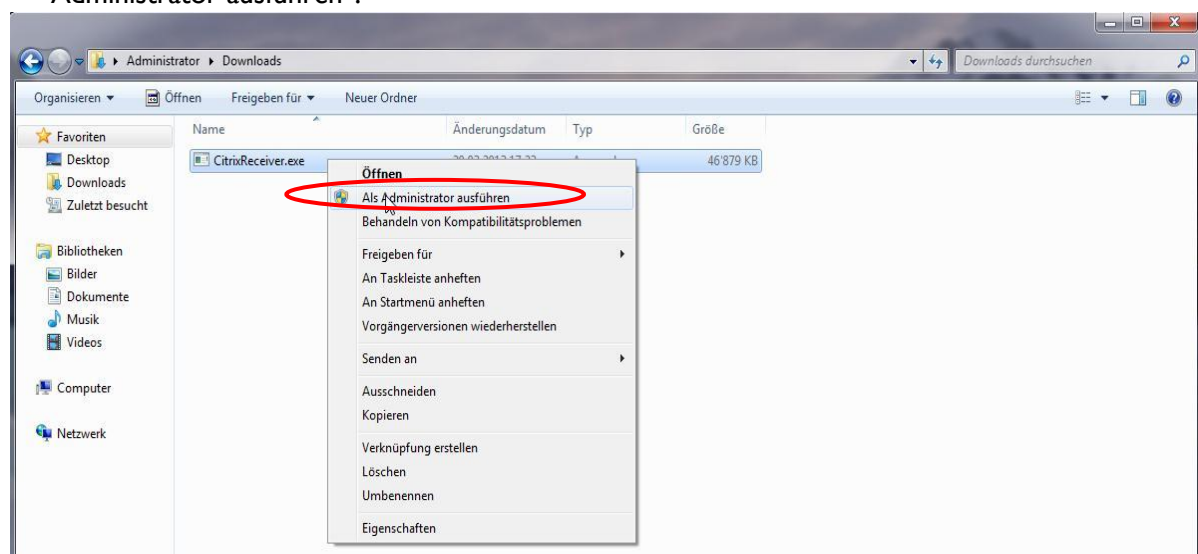 Administrator ausführen".
Administrator ▸ Downloads
Downloads durchsuchen
Organisieren Öffnen Freigeben für Neuer Ordner
Name Änderungsdatum Typ Größe
Favoriten
Desktop
Downloads
Zuletzt besucht
Bibliotheken
Bilder
Dokumente
Musik
Videos
Computer
Netzwerk
CitrixReceiver.exe 46'879 KB
Öffnen
Als Administrator ausführen
Behandeln von Kompatibilitätsproblemen
Freigeben für
An Taskleiste anheften
An Startmenü anheften
Vorgängerversionen wiederherstellen
Senden an
Ausschneiden
Kopieren
Verknüpfung erstellen
Löschen
Umbenennen
Eigenschaften